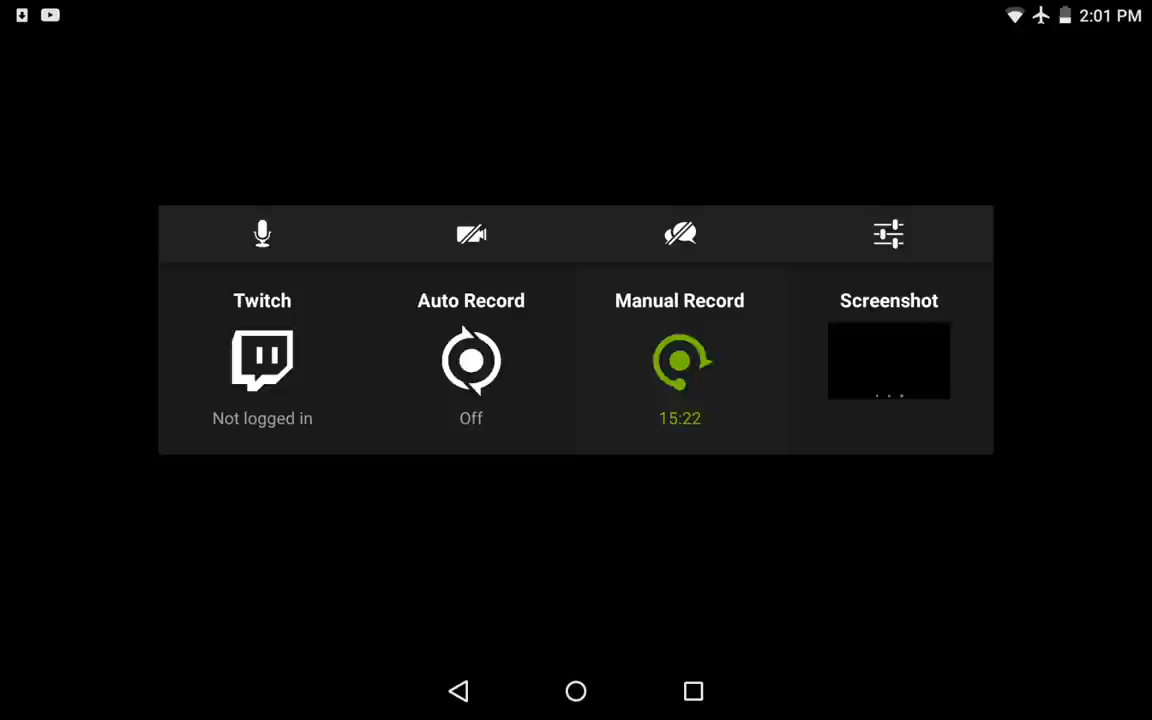 2:01 PM
Twitch
Auto Record
Manual Record
Screenshot
Not logged in
Off
15:22